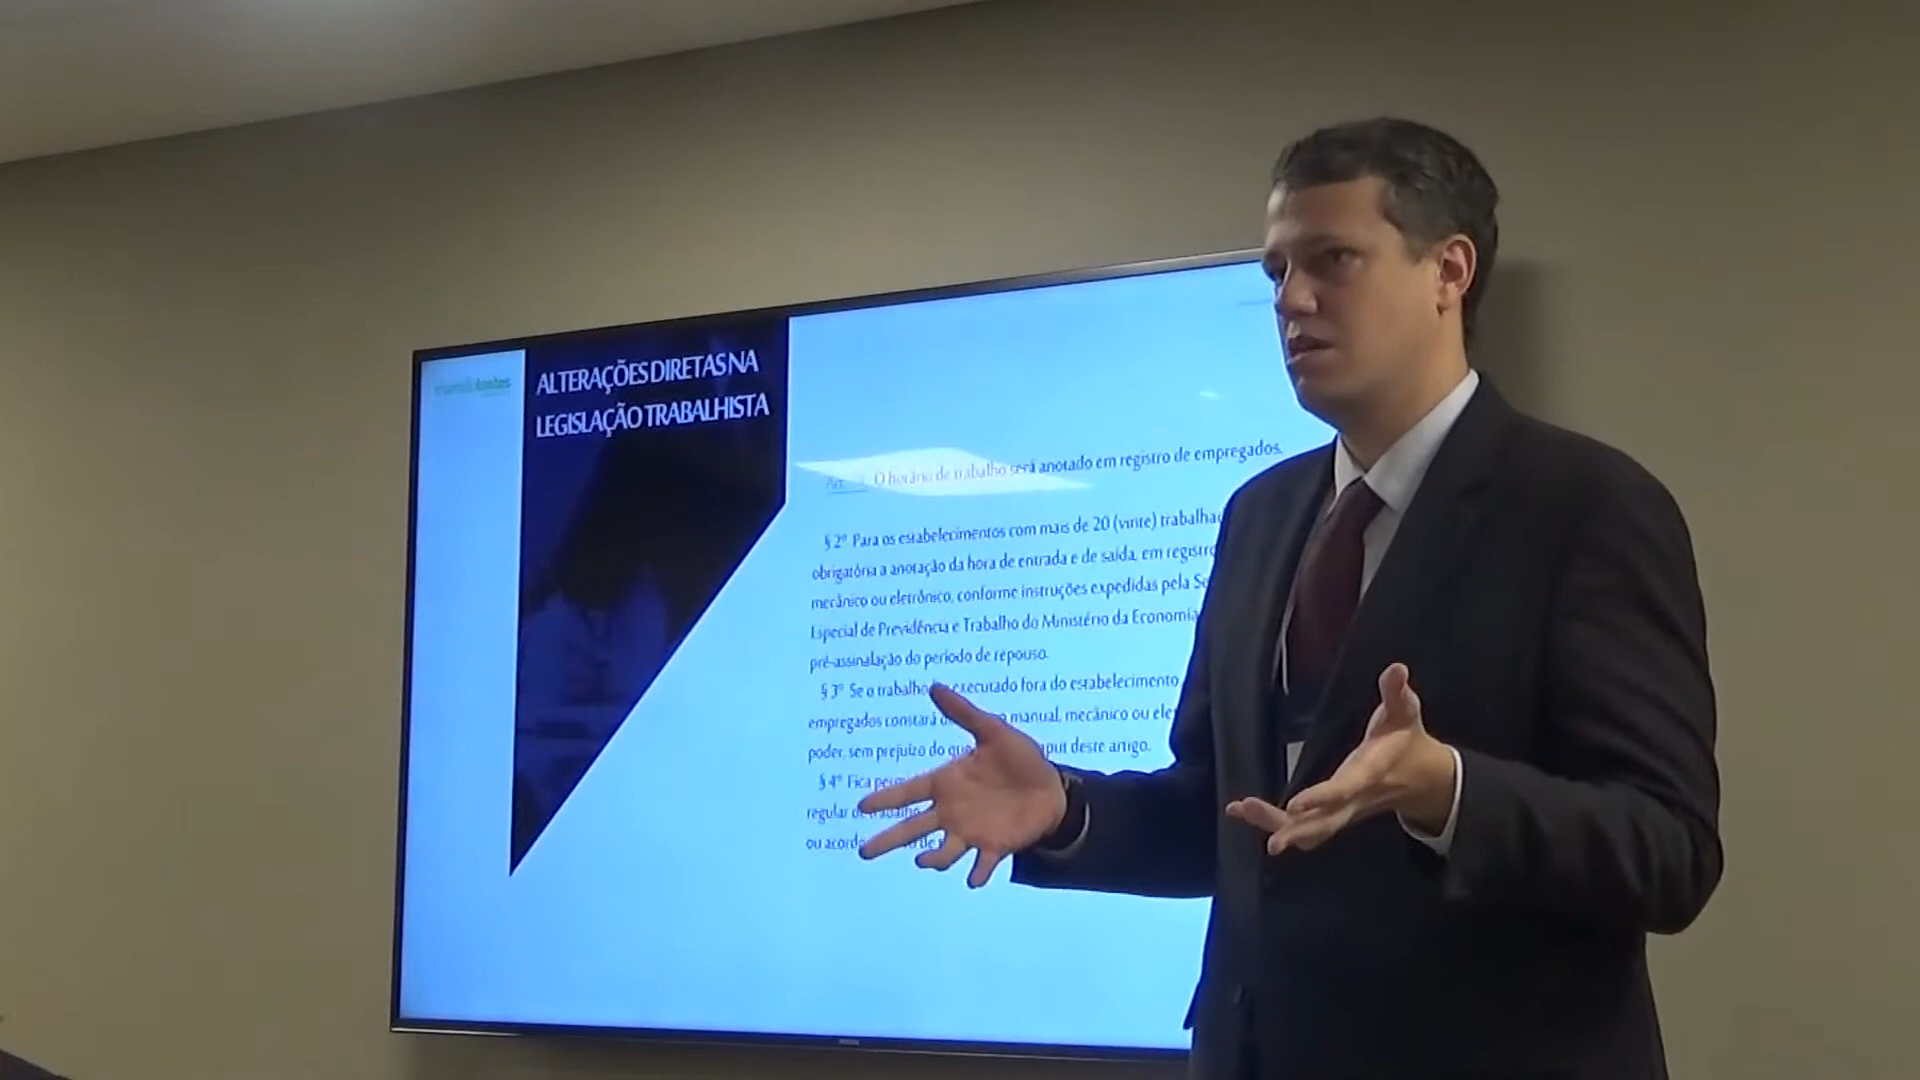 ALTERAÇÕES DIRETAS NA
LEGISLAÇÃO TRABALHISTA
O horário de trabalho será anotado em registro de empregados.
§ 2º Para os estabelecimentos com mais de 20 (vinte)
obrigatória a anotação da hora de entrada e de saída, em
mecânico ou eletrônico, conforme instruções expedidas pela
Especial de Previdência e Trabalho do Ministério da Economia
pré-assinalação do período de repouso.
§ 3º Se o trabalho executado fora do estabelecimento
empregados constará manual, mecânico ou
poder, sem prejuízo do deste artigo.
§ 4º Fica
regular de trabalho
ou